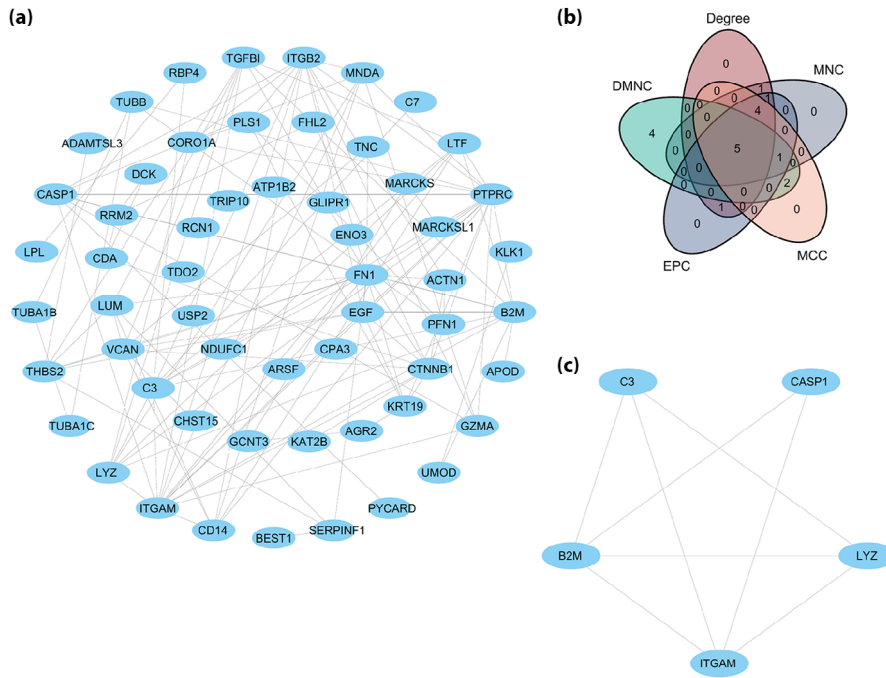 (a)
TGFBI ITGB2
RBP4 MNDA
TUBB C7
PLS1 FHL2
ADAMTSL3 CORO1A TNC LTF
DCK
CASP1 ATP1B2 MARCKS PTPRC
TRIP10 GLIPR1
RRM2
RCN1 ENO3 MARCKSL1
LPL CDA KLK1
TDO2 FN1 ACTN1
TUBA1B LUM USP2 EGF B2M
PFN1
VCAN NDUFC1 CPA3
THBS2 C3 ARSF CTNNB1 APOD
KRT19
TUBA1C CHST15 GZMA
GCNT3 KAT2B AGR2
LYZ UMOD
ITGAM PYCARD
CD14 BEST1 SERPINF1
(b)
Degree
MNC
DMNC
EPC
MCC
0
0 1 1
0 0 0 0
0 4 0
4 0 5 0
0 0 1 0 0
0 0 0 0 2
0 1 0 0 0
0
(c)
C3 CASP1
B2M LYZ
ITGAM